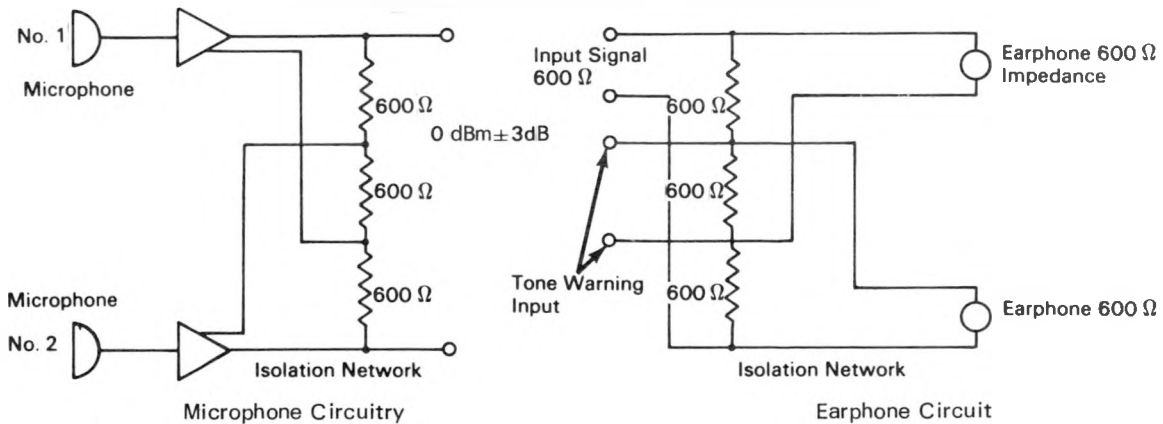 No. 1
Microphone
600 Ω
0 dBm±3dB
600 Ω
600 Ω
Microphone
No. 2
Isolation Network
Microphone Circuitry
Input Signal
600 Ω
600 Ω
600 Ω
600 Ω
Tone Warning
Input
Earphone 600 Ω
Impedance
Earphone 600 Ω
Isolation Network
Earphone Circuit